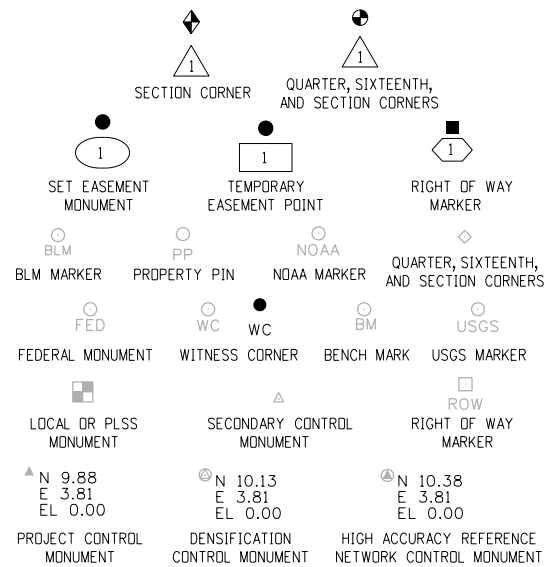 1 1
SECTION CORNER
QUARTER, SIXTEENTH,
AND SECTION CORNERS
1 1 1
SET EASEMENT
MONUMENT
TEMPORARY
EASEMENT POINT
RIGHT OF WAY
MARKER
BLM
BLM MARKER
PP
PROPERTY PIN
NOAA
NOAA MARKER
QUARTER, SIXTEENTH,
AND SECTION CORNERS
FED
FEDERAL MONUMENT
WC WC
WITNESS CORNER
BM
BENCH MARK
USGS
USGS MARKER
LOCAL OR PLSS
MONUMENT
SECONDARY CONTROL
MONUMENT
ROW
RIGHT OF WAY
MARKER
N 9.88
E 3.81
EL 0.00
PROJECT CONTROL
MONUMENT
N 10.13
E 3.81
EL 0.00
DENSIFICATION
CONTROL MONUMENT
N 10.38
E 3.81
EL 0.00
HIGH ACCURACY REFERENCE
NETWORK CONTROL MONUMENT